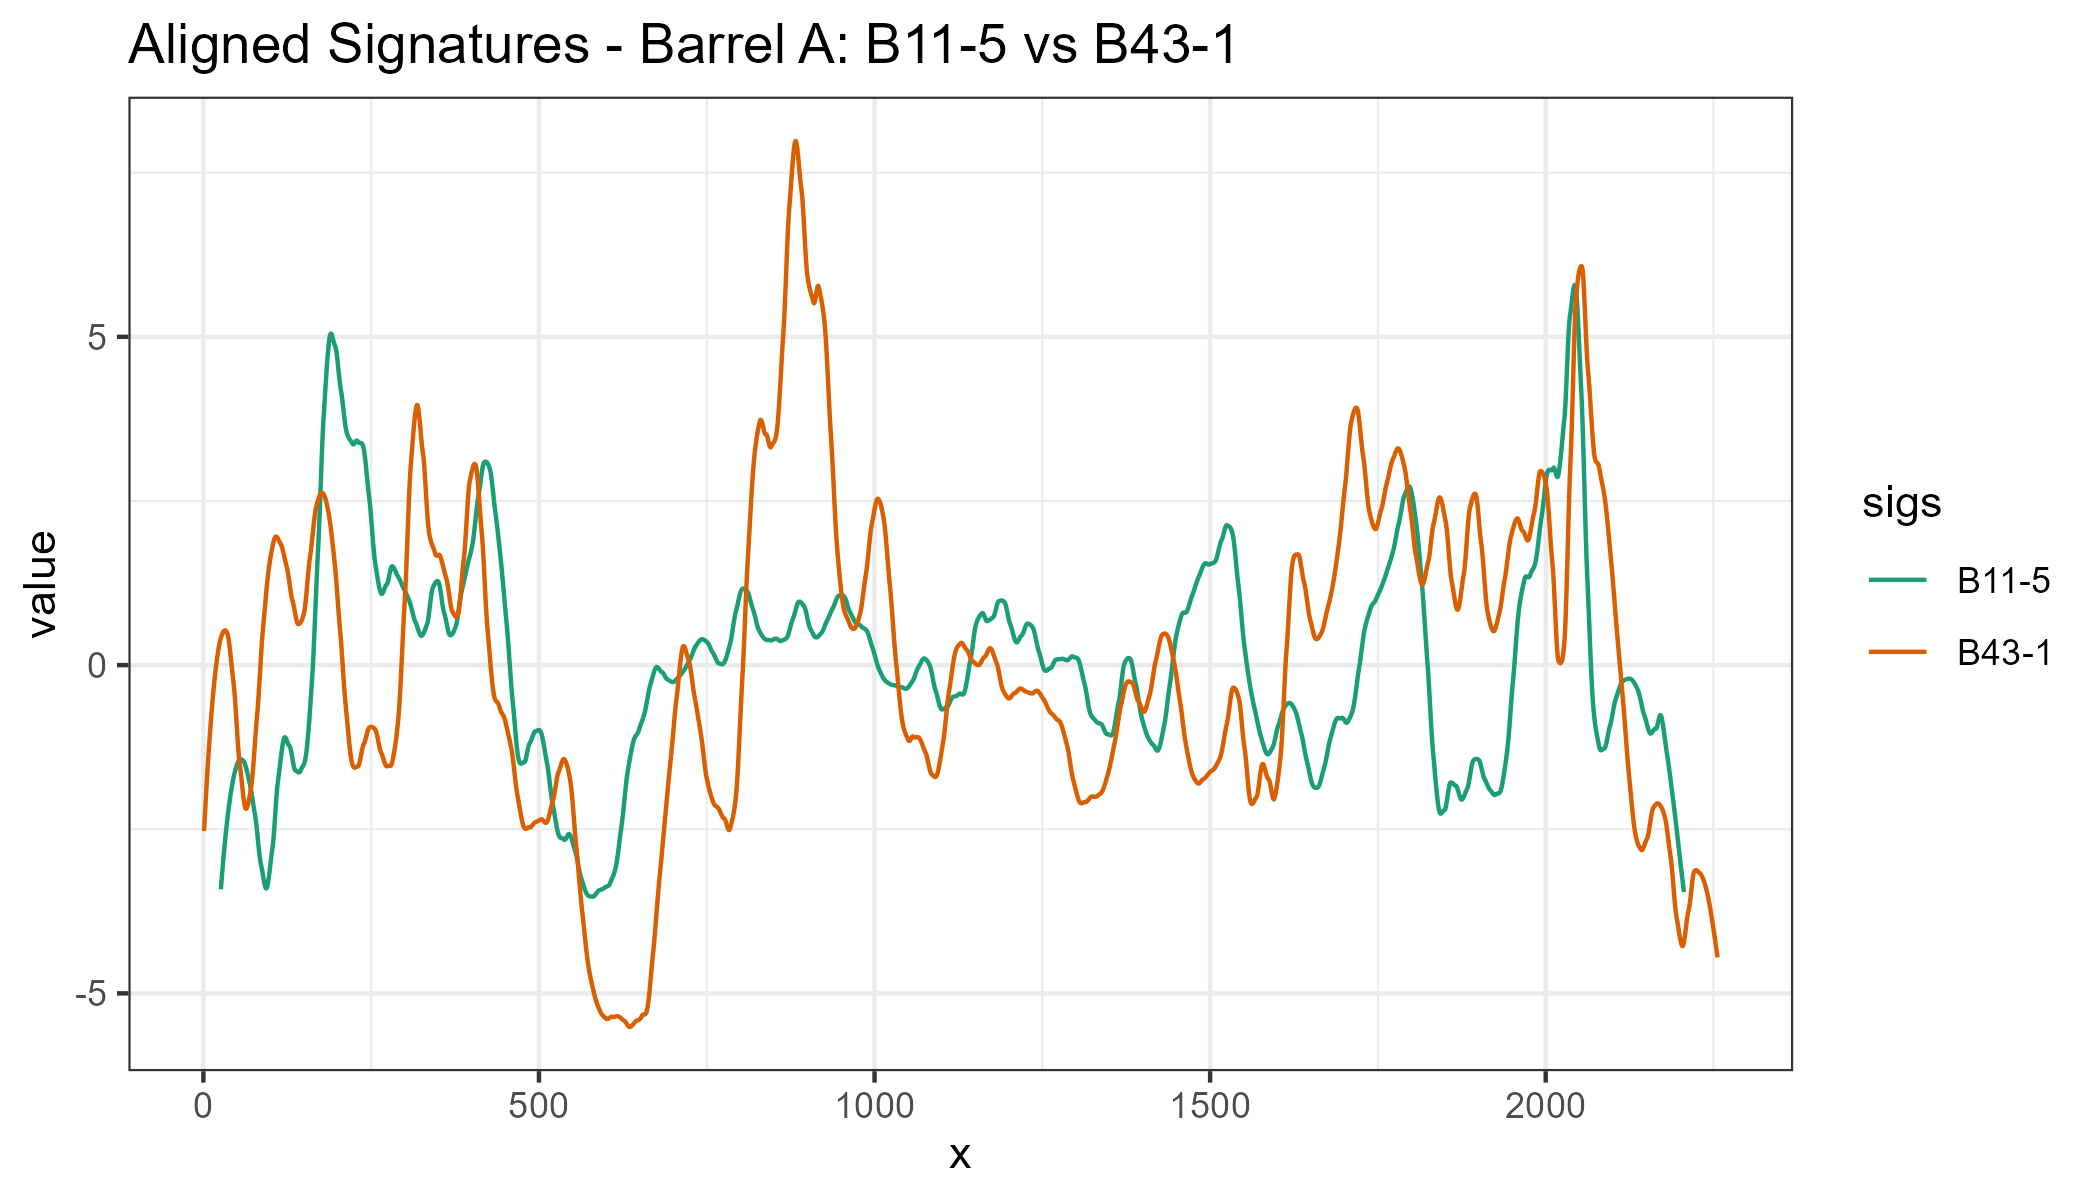 Aligned Signatures - Barrel A: B11-5 vs B43-1
value
5
0
-5
0
500
1000
1500
2000
x
sigs
B11-5
B43-1